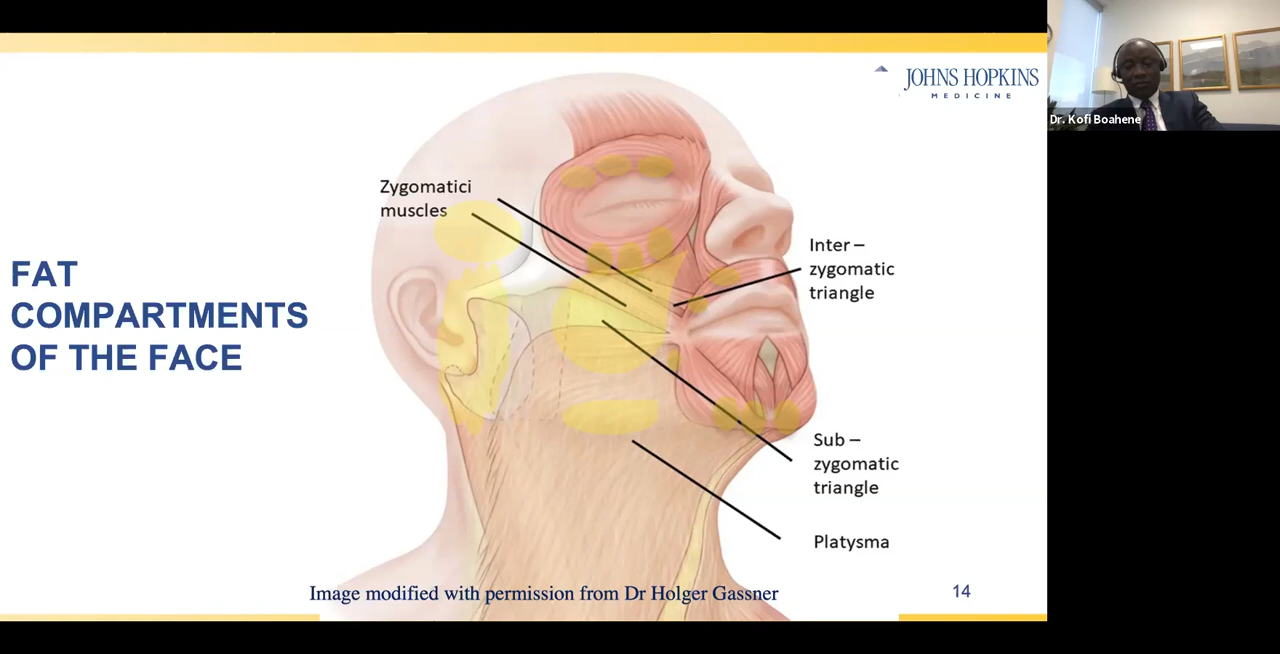 JOHNS HOPKINS
MEDICINE
Dr. Kofi Boahene
Zygomatici
muscles
Inter –
zygomatic
triangle
FAT
COMPARTMENTS
OF THE FACE
Sub –
zygomatic
triangle
Platysma
Image modified with permission from Dr Holger Gassner
14